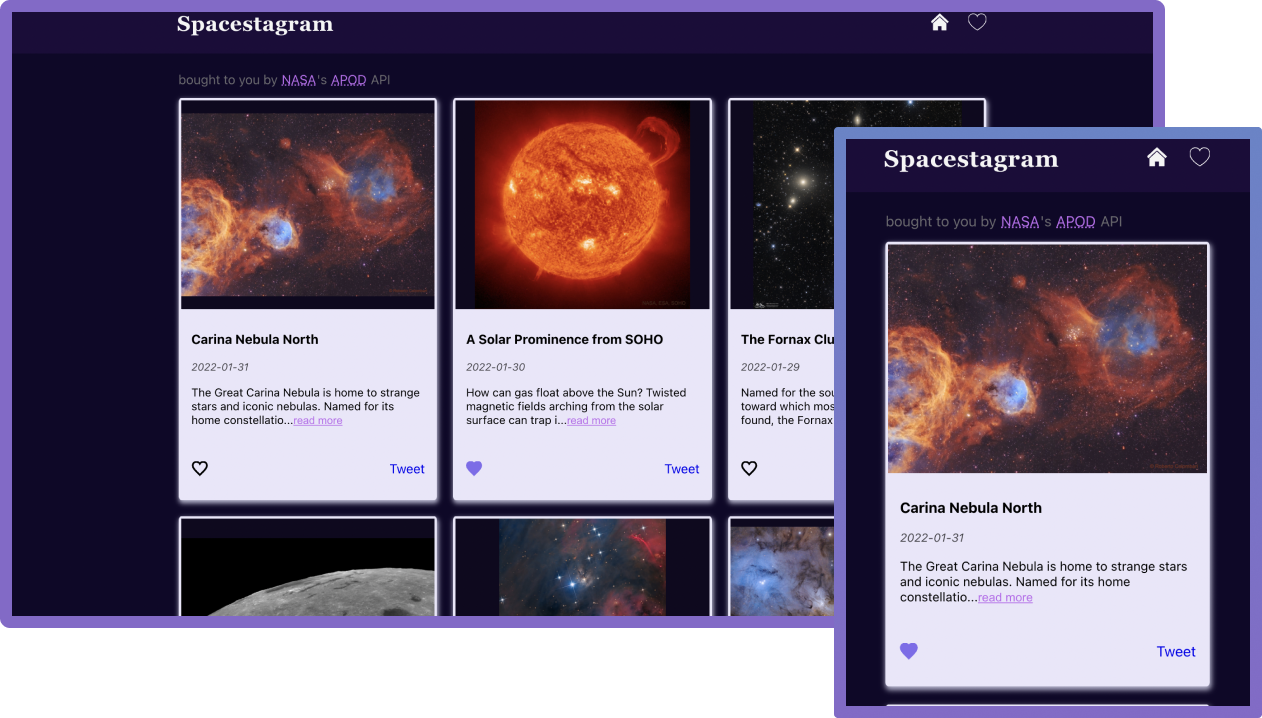 Spacestagram
bought to you by NASA's APOD API
Carina Nebula North
2022-01-31
The Great Carina Nebula is home to strange
stars and iconic nebulas. Named for its
home constellatio...read more
Tweet
A Solar Prominence from SOHO
2022-01-30
How can gas float above the Sun? Twisted
magnetic fields arching from the solar
surface can trap i...read more
Tweet
The Fornax Clu
2022-01-29
Named for the sou
toward which mos
found, the Fornax
Spacestagram
bought to you by NASA's APOD API
Carina Nebula North
2022-01-31
The Great Carina Nebula is home to strange stars
and iconic nebulas. Named for its home
constellatio...read more
Tweet